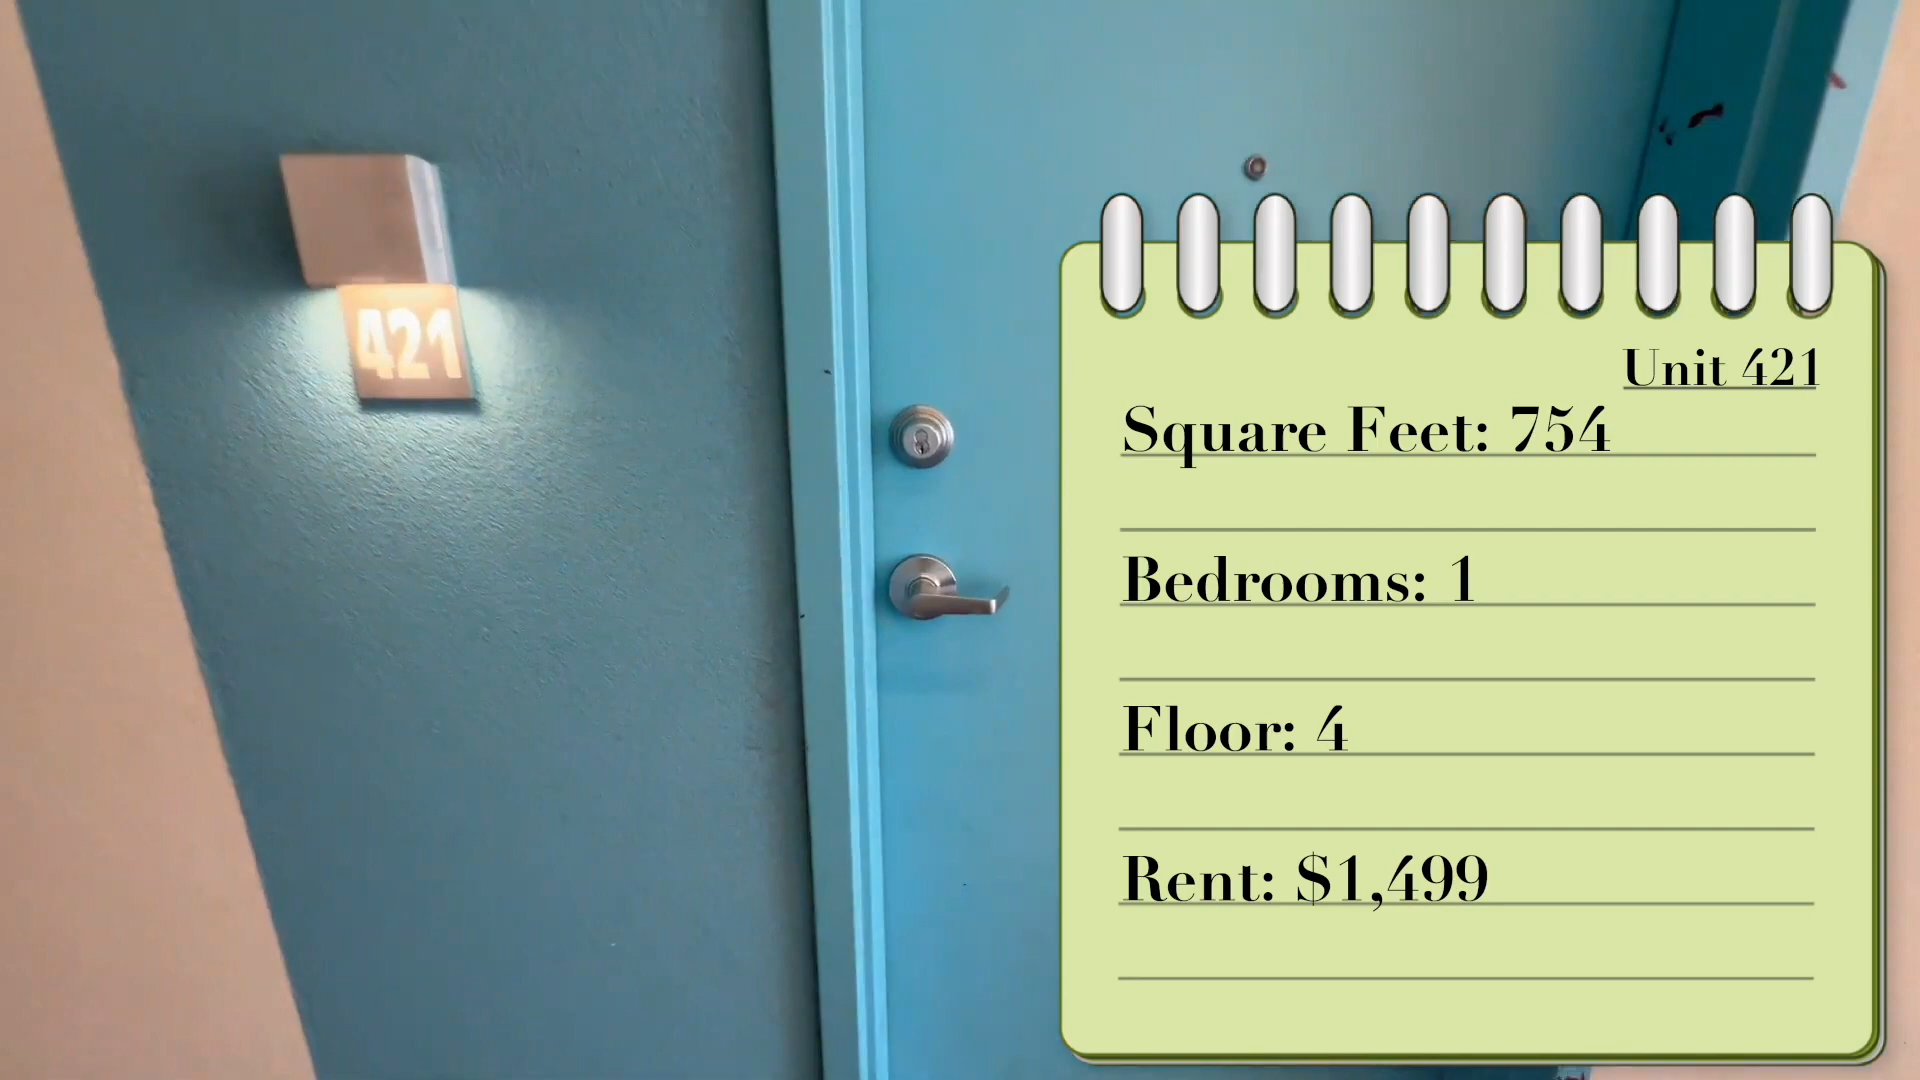 421
Unit 421
Square Feet: 754
Bedrooms: 1
Floor: 4
Rent: $1,499